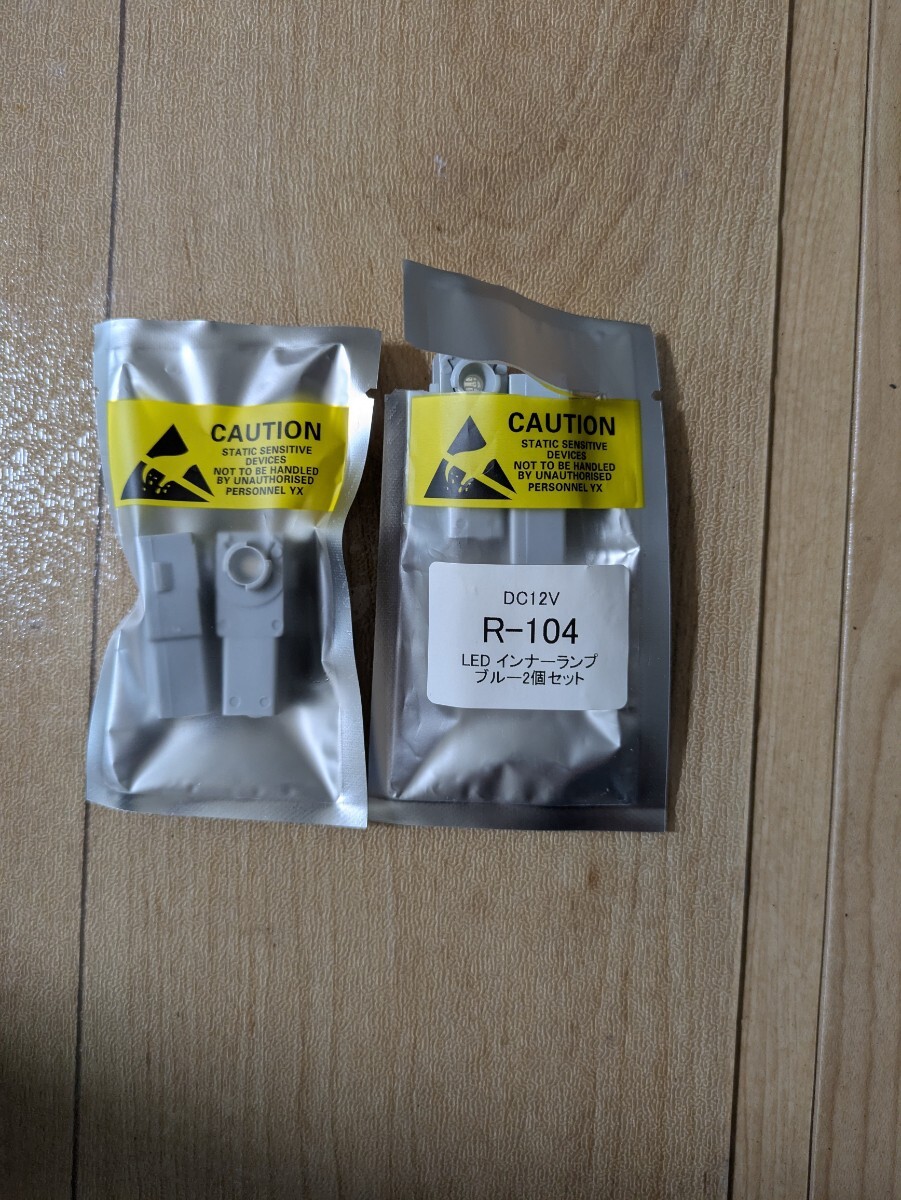 CAUTION
STATIC SENSITIVE
DEVICES
NOT TO BE HANDLED
BY UNAUTHORISED
PERSONNEL YX
CAUTION
STATIC SENSITIVE
DEVICES
NOT TO BE HANDLED
BY UNAUTHORISED
PERSONNEL YX
DC12V
R-104
LED インナーランプ
ブルー2個セット